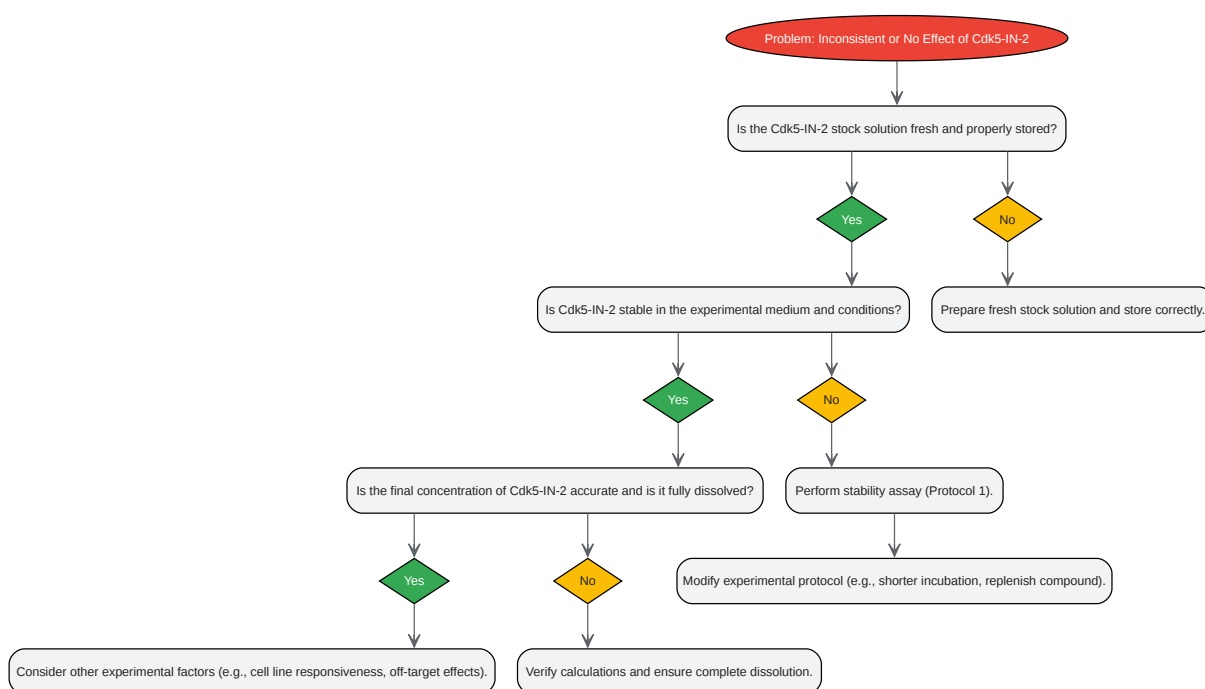 Problem: Inconsistent or No Effect of Cdk5-IN-2
Is the Cdk5-IN-2 stock solution fresh and properly stored?
Yes
No
Is Cdk5-IN-2 stable in the experimental medium and conditions?
Prepare fresh stock solution and store correctly.
Yes
No
Is the final concentration of Cdk5-IN-2 accurate and is it fully dissolved?
Perform stability assay (Protocol 1).
Yes
No
Modify experimental protocol (e.g., shorter incubation, replenish compound).
Consider other experimental factors (e.g., cell line responsiveness, off-target effects).
Verify calculations and ensure complete dissolution.